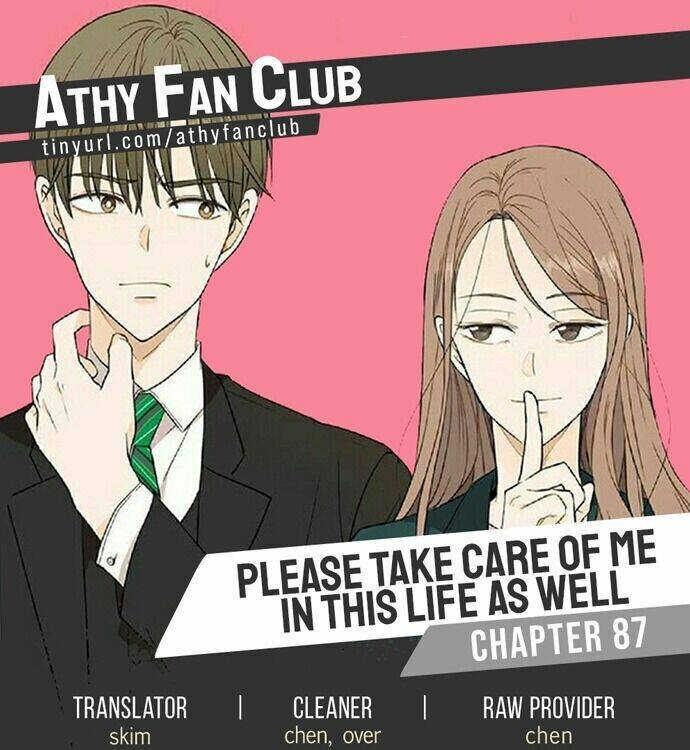 ATHY FAN CLUB
tinyurl.com/athyfanclub
PLEASE TAKE CARE OF ME
IN THIS LIFE AS WELL
CHAPTER 87
TRANSLATOR | CLEANER | RAW PROVIDER
skim chen, over chen